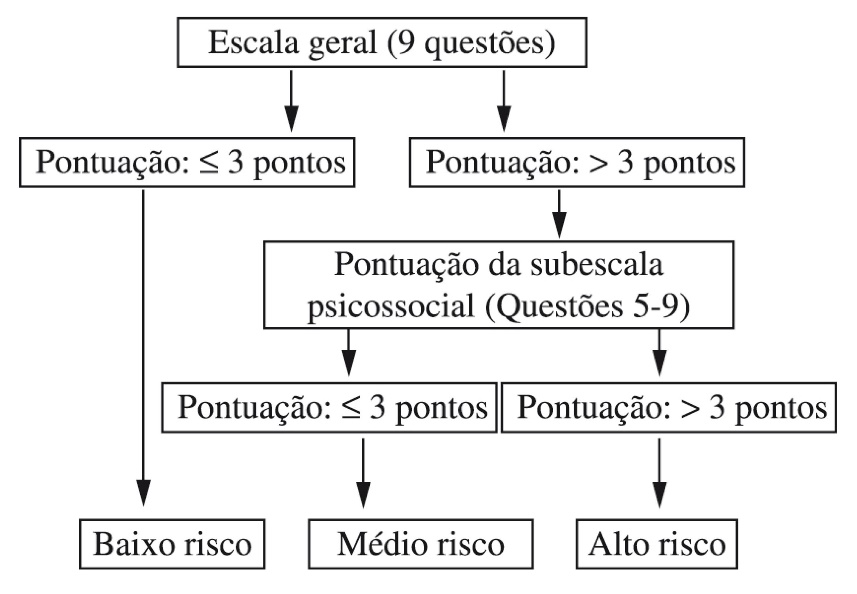 Escala geral (9 questões)
Pontuação: ≤ 3 pontos
Pontuação: > 3 pontos
Pontuação da subescala
psicossocial (Questões 5-9)
Pontuação: ≤ 3 pontos
Pontuação: > 3 pontos
Baixo risco
Médio risco
Alto risco